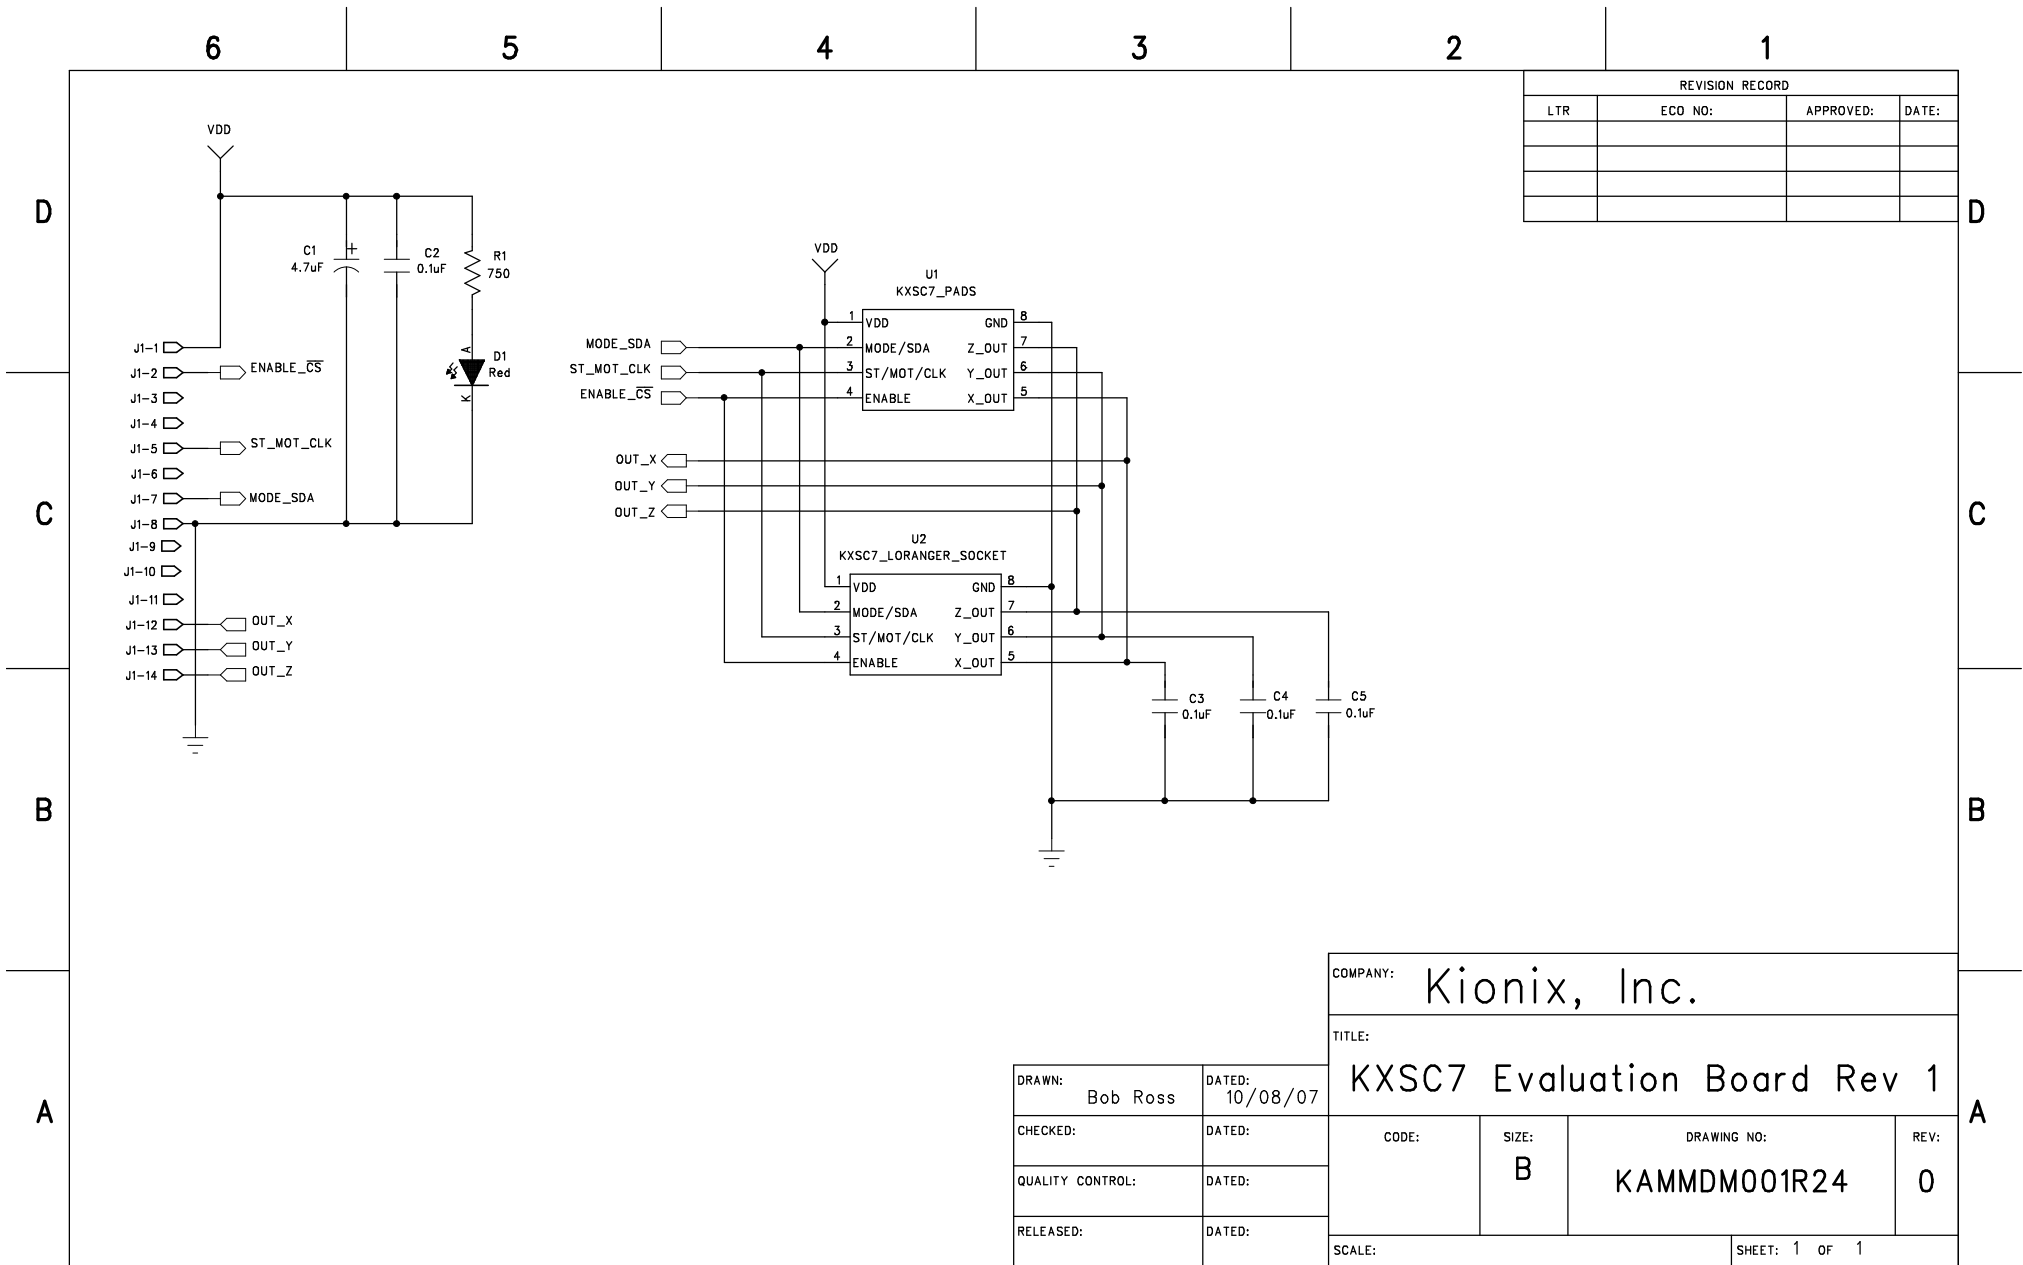 6 5 4 3 2 1
REVISION RECORD
LTR ECO NO: APPROVED: DATE:
D D
VDD
C1
4.7uF
+
C2
0.1uF
R1
750
A
D1
Red
K
J1-1
J1-2 ENABLE_CS
J1-3
J1-4
J1-5 ST_MOT_CLK
J1-6
J1-7 MODE_SDA
J1-8
J1-9
J1-10
J1-11
J1-12 OUT_X
J1-13 OUT_Y
J1-14 OUT_Z
VDD
U1
KXSC7_PADS
1 VDD GND 8
MODE_SDA 2 MODE/SDA Z_OUT 7
ST_MOT_CLK 3 ST/MOT/CLK Y_OUT 6
ENABLE_CS 4 ENABLE X_OUT 5
OUT_X
OUT_Y
OUT_Z
C C
U2
KXSC7_LORANGER_SOCKET
1 VDD GND 8
2 MODE/SDA Z_OUT 7
3 ST/MOT/CLK Y_OUT 6
4 ENABLE X_OUT 5
C3
0.1uF
C4
0.1uF
C5
0.1uF
B B
COMPANY: Kionix, Inc.
TITLE:
KXSC7 Evaluation Board Rev 1
DRAWN:
Bob Ross
DATED:
10/08/07
A A
CHECKED: DATED:
QUALITY CONTROL: DATED:
RELEASED: DATED:
CODE:
SIZE:
B
DRAWING NO:
KAMMDM001R24
REV:
0
SCALE: SHEET: 1 OF 1